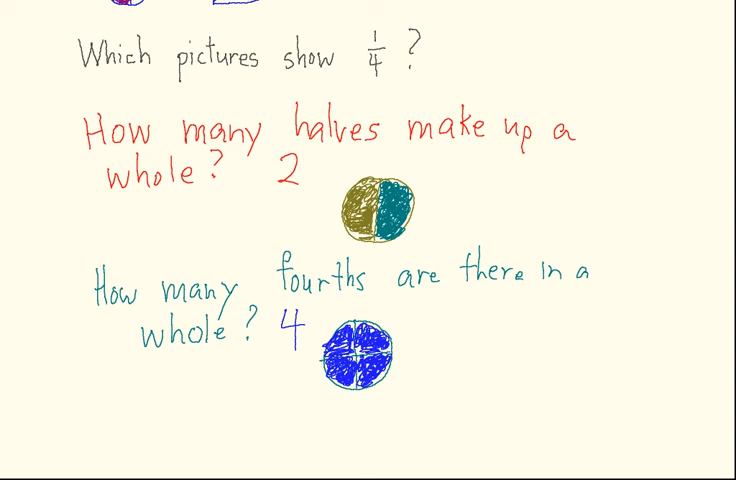 Which pictures show 1/4 ?
How many halves make up a
whole? 2
How many fourths are there in a
whole? 4